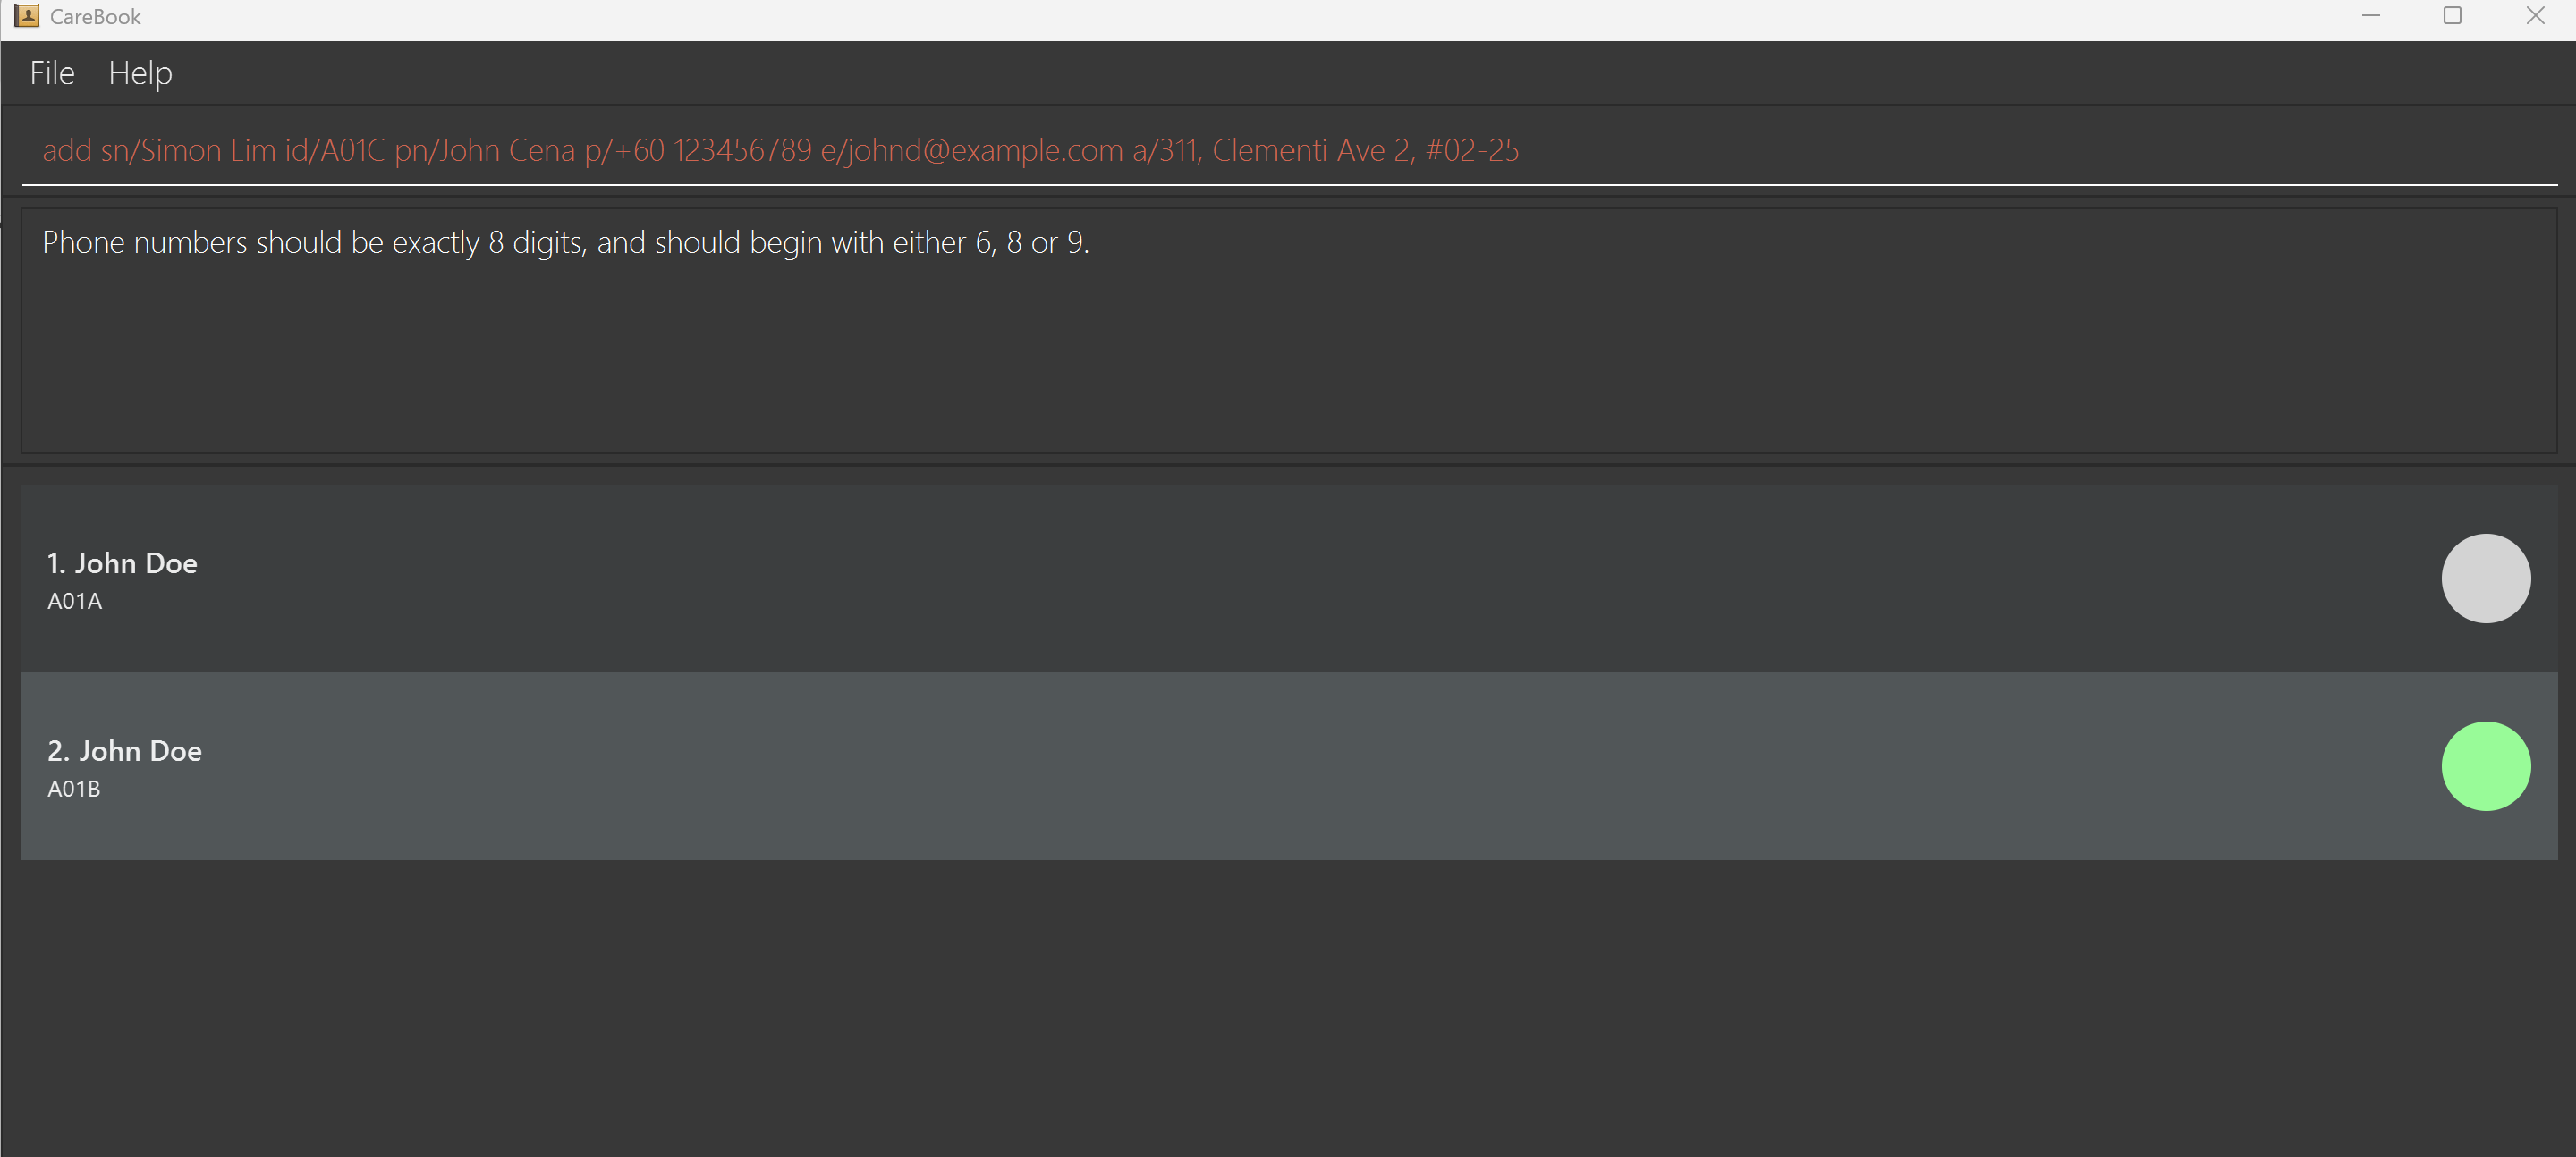 CareBook
File Help
add sn/Simon Lim id/A01C pn/John Cena p/+60 123456789 e/johnd@example.com a/311, Clementi Ave 2, #02-25
Phone numbers should be exactly 8 digits, and should begin with either 6, 8 or 9.
1. John Doe
A01A
2. John Doe
A01B